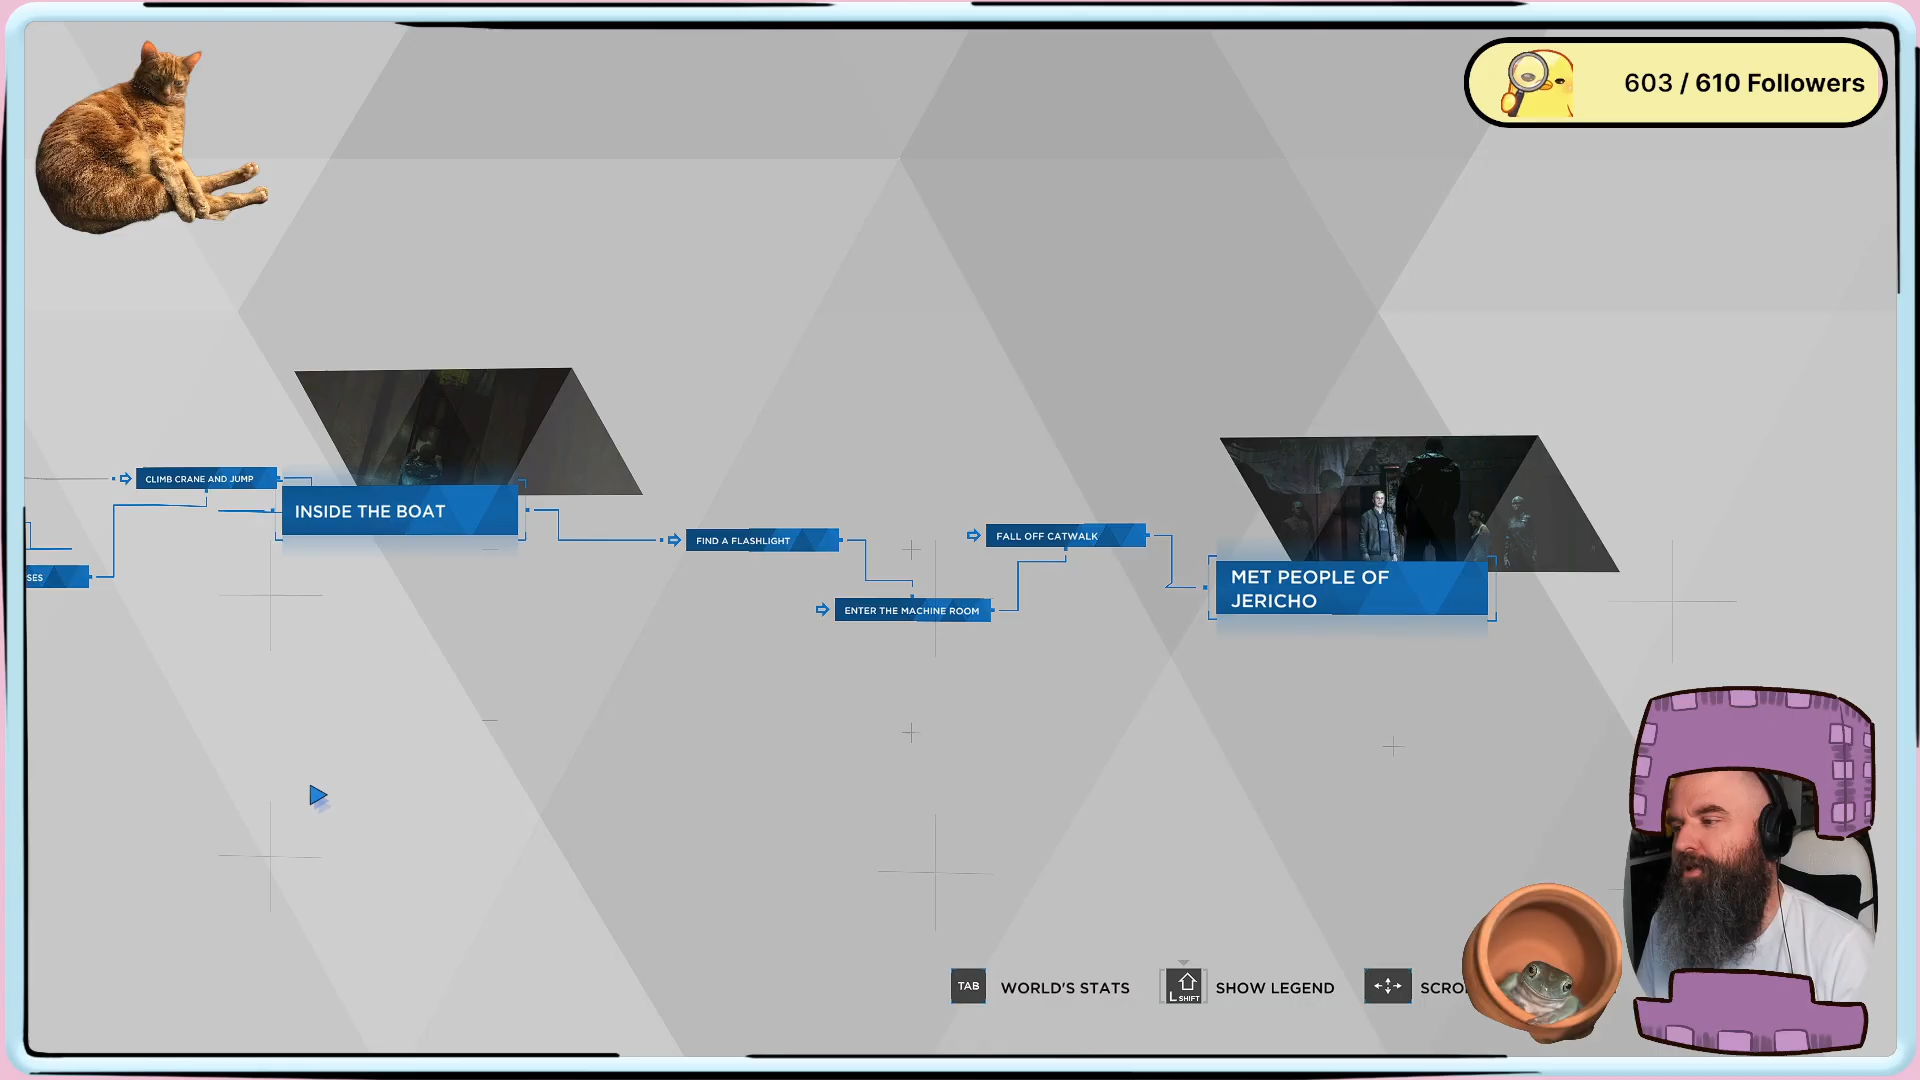 603 / 610 Followers
CLIMB CRANE AND JUMP
INSIDE THE BOAT
FIND A FLASHLIGHT
FALL OFF CATWALK
MET PEOPLE OF
JERICHO
SES
ENTER THE MACHINE ROOM
TAB WORLD'S STATS
L SHIFT SHOW LEGEND
SCRO